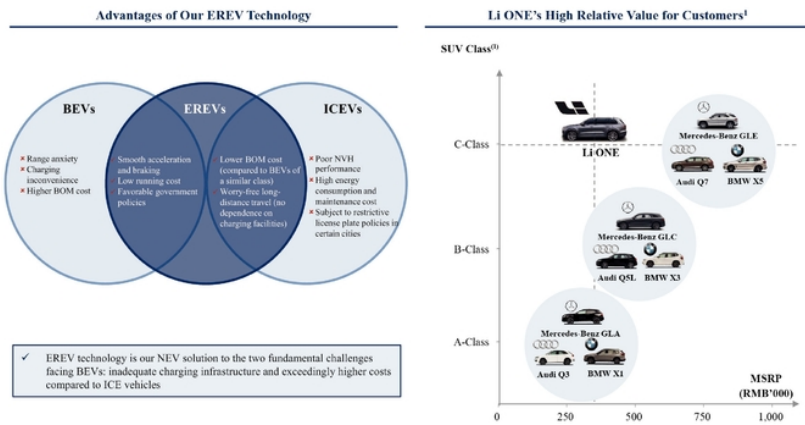 Advantages of Our EREV Technology
BEVs
EREVs
ICEVs
× Range anxiety
× Charging
inconvenience
× Higher BOM cost
Smooth acceleration
and braking
Low running cost
Favorable government
policies
Lower BOM cost
(compared to BEVs of
a similar class)
Worry-free long-
distance travel (no
dependence on
charging facilities)
× Poor NVH
performance
× High energy
consumption and
maintenance cost
× Subject to restrictive
license plate policies in
certain cities
✓ EREV technology is our NEV solution to the two fundamental challenges
facing BEVs: inadequate charging infrastructure and exceedingly higher costs
compared to ICE vehicles
Li ONE's High Relative Value for Customers¹
SUV Class⁽¹⁾
C-Class
Li ONE
Mercedes-Benz GLE
Audi Q7
BMW X5
B-Class
Mercedes-Benz GLC
Audi Q5L
BMW X3
A-Class
Mercedes-Benz GLA
Audi Q3
BMW X1
MSRP
(RMB'000)
0
250
500
750
1,000